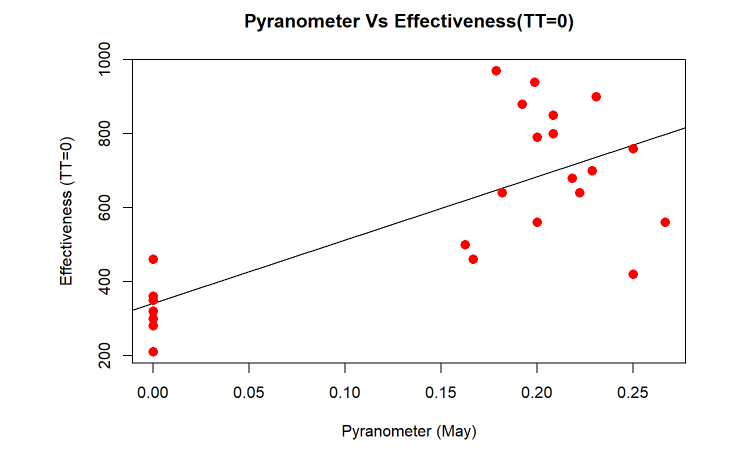 Pyranometer Vs Effectiveness(TT=0)
Effectiveness (TT=0)
1000
800
600
400
200
0.00 0.05 0.10 0.15 0.20 0.25
Pyranometer (May)